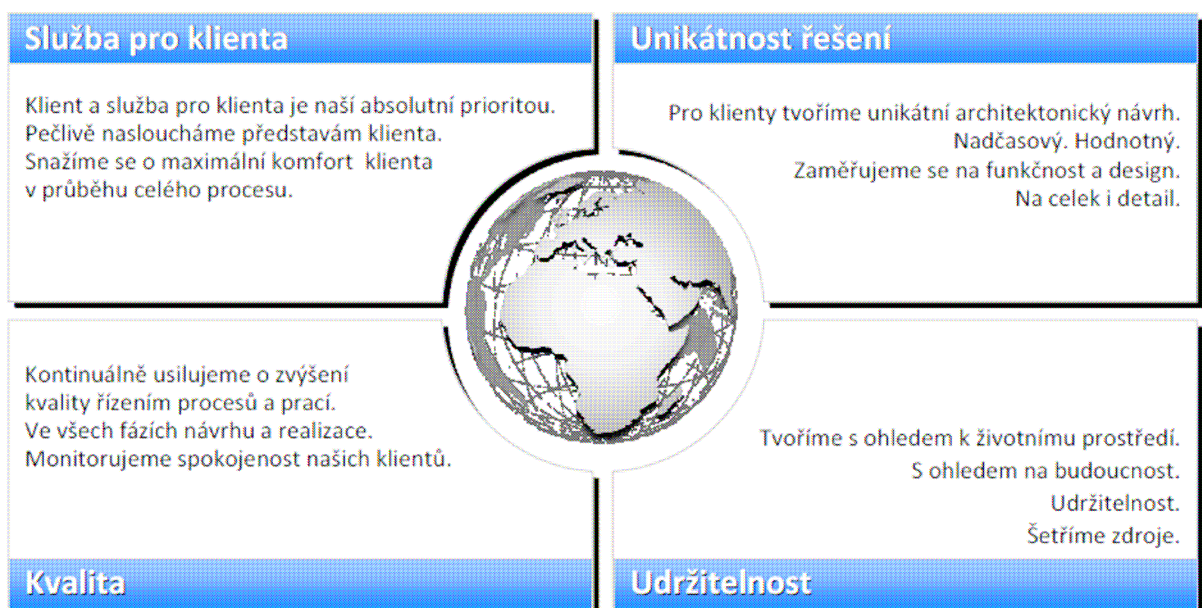 Služba pro klienta
Klient a služba pro klienta je naší absolutní prioritou.
Pečlivě nasloucháme představám klienta.
Snažíme se o maximální komfort klienta
v průběhu celého procesu.
Unikátnost řešení
Pro klienty tvoříme unikátní architektonický návrh.
Nadčasový. Hodnotný.
Zaměřujeme se na funkčnost a design.
Na celek i detail.
Kontinuálně usilujeme o zvýšení
kvality řízením procesů a prací.
Ve všech fázích návrhu a realizace.
Monitorujeme spokojenost našich klientů.
Kvalita
Tvoříme s ohledem k životnímu prostředí.
S ohledem na budoucnost.
Udržitelnost.
Šetříme zdroje.
Udržitelnost